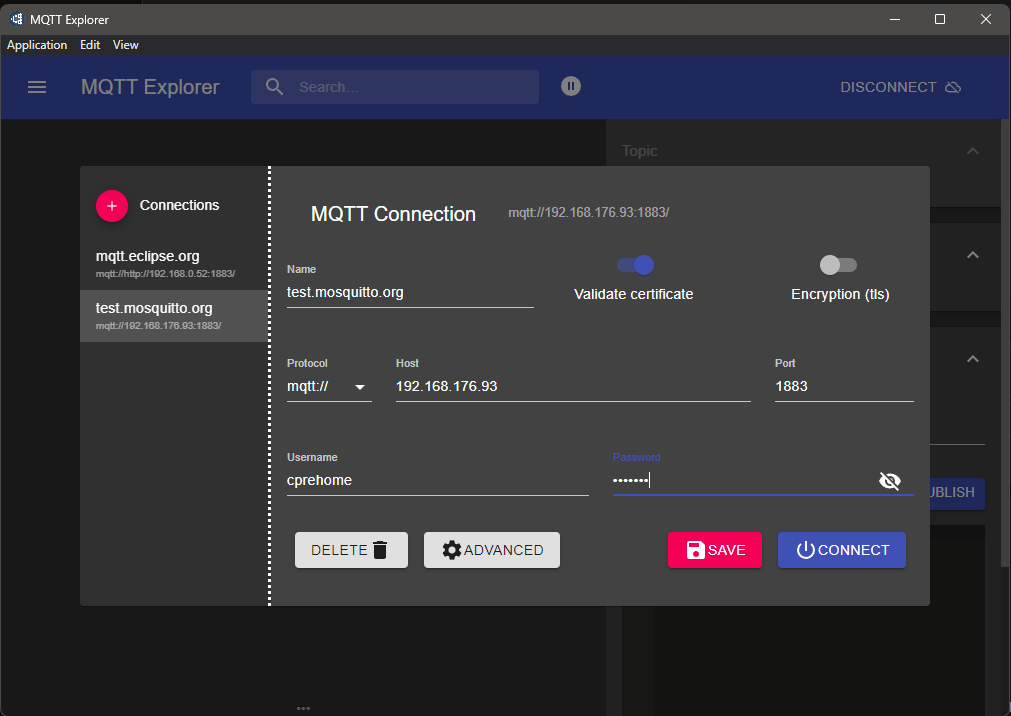 MQTT Explorer
Application Edit View
MQTT Explorer
Search...
DISCONNECT
Topic
Connections
mqtt.eclipse.org
mqtt://http://192.168.0.52:1883/
test.mosquitto.org
mqtt://192.168.176.93:1883/
MQTT Connection mqtt://192.168.176.93:1883/
Name
test.mosquitto.org
Validate certificate
Encryption (tls)
Protocol
mqtt://
Host
192.168.176.93
Port
1883
Username
cprehome
Password
•••••••
UBLISH
DELETE ADVANCED SAVE CONNECT